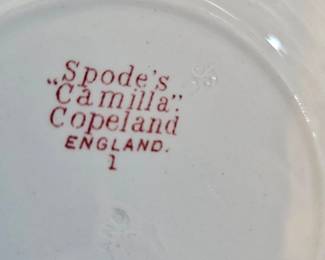 Spode's
„Camilla”.
Copeland
ENGLAND.
1